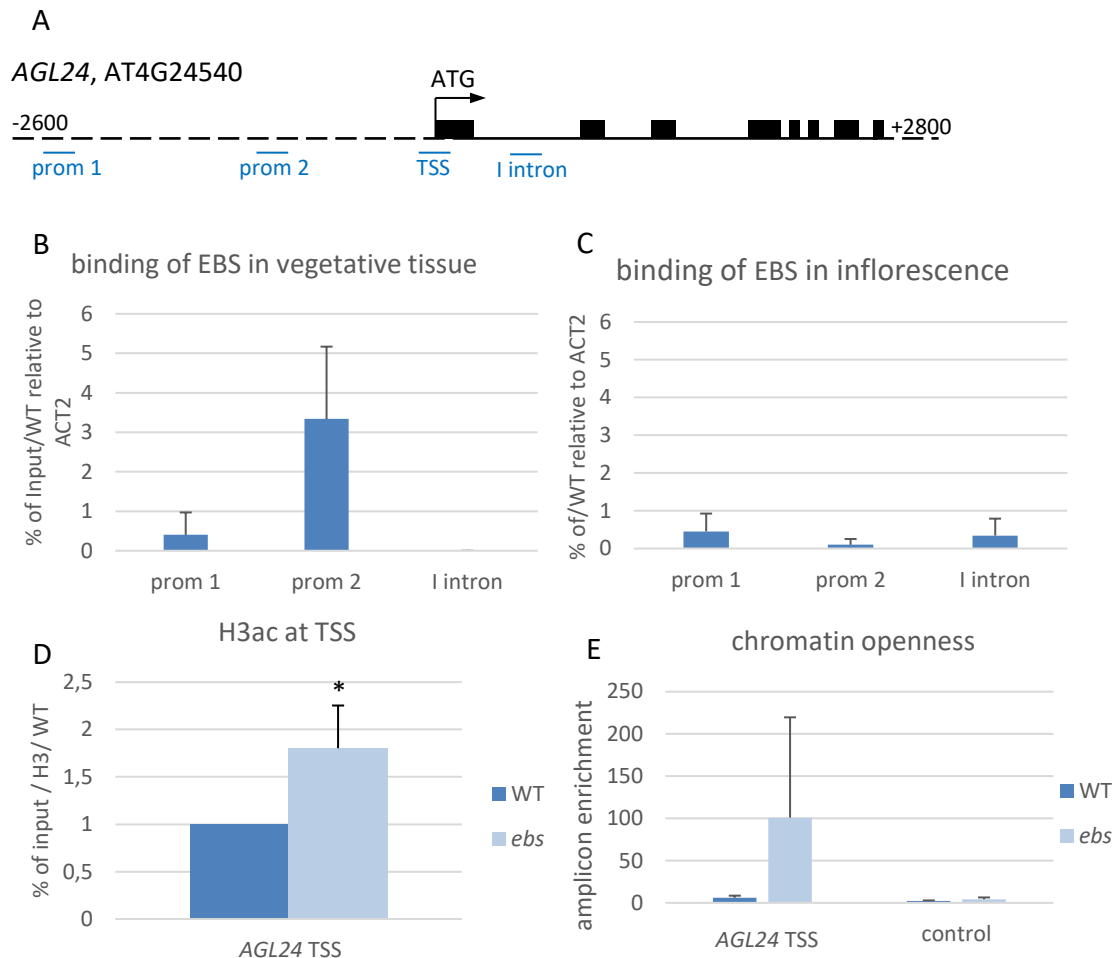 A
AGL24, AT4G24540
ATG
-2600
+2800
prom 1
prom 2
TSS
I intron
B
binding of EBS in vegetative tissue
% of Input/WT relative to
ACT2
6
5
4
3
2
1
0
prom 1
prom 2
I intron
C
binding of EBS in inflorescence
% of/WT relative to ACT2
6
5
4
3
2
1
0
prom 1
prom 2
I intron
D
H3ac at TSS
% of input / H3/ WT
2,5
2
1,5
1
0,5
0
*
AGL24 TSS
WT
ebs
E
chromatin openness
amplicon enrichment
250
200
150
100
50
0
AGL24 TSS
control
WT
ebs